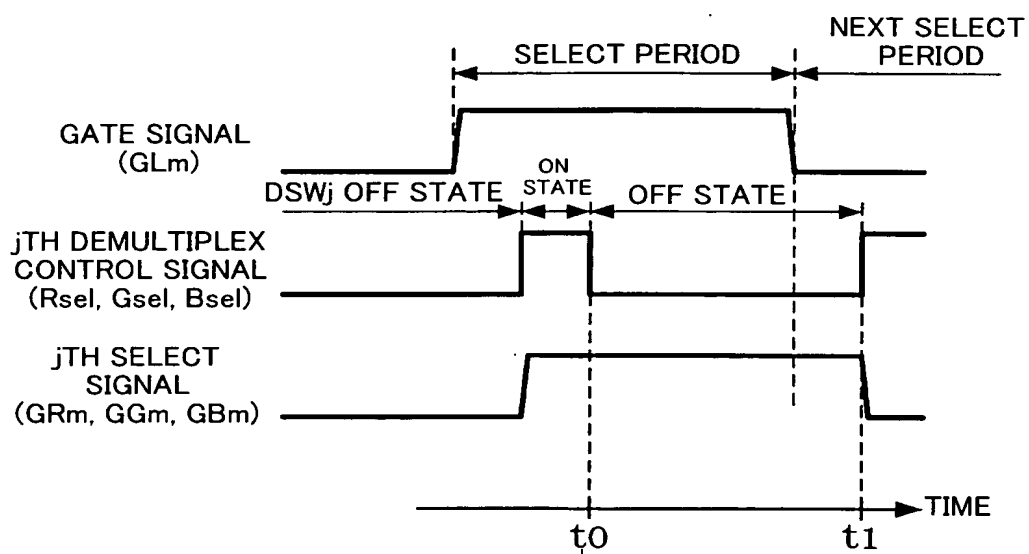 NEXT SELECT
PERIOD
SELECT PERIOD
GATE SIGNAL
(GLm)
ON
STATE
DSWj OFF STATE
OFF STATE
jTH DEMULTIPLEX
CONTROL SIGNAL
(Rsel, Gsel, Bsel)
jTH SELECT
SIGNAL
(GRm, GGm, GBm)
TIME
t0
t1